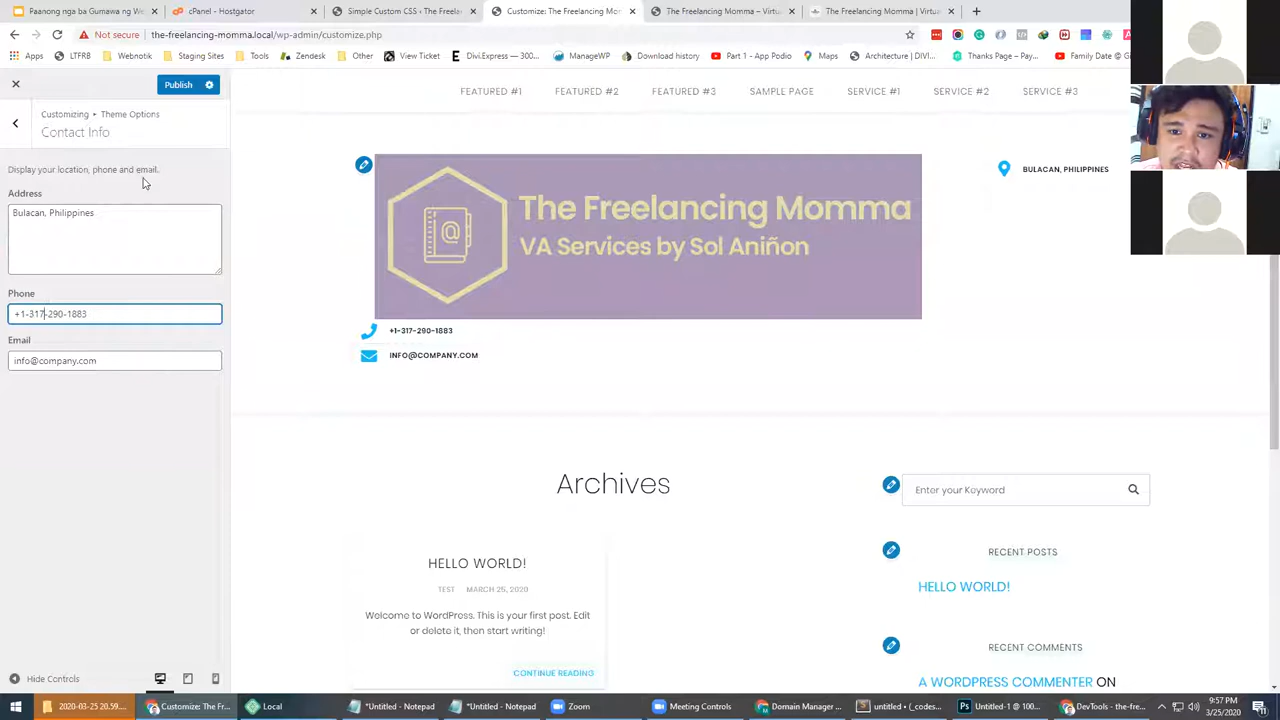 Paanong ng ba Gumawa ng
Panel - Hostgator
Simple Custom CSS
Customize: The Freelancing Mo
The Freelancing Momma – Virtu
The Freelancing Momma | Virtu
Not secure
the-freelancing-momma.local/wp-admin/customize.php
Apps
LTFR8
Webnotik
Staging Sites
Tools
Zendesk
Other
View Ticket
Divi.Express — 300...
ManageWP
Download history
Part 1 - App Podio
Maps
Architecture | DIVI...
Thanks Page – Pay...
Family Date @
Publish
Customizing • Theme Options
Contact Info
Display your location, phone and email.
Address
Bulacan, Philippines
Phone
+1-317-290-1883
Email
info@company.com
Hide Controls
FEATURED #1
FEATURED #2
FEATURED #3
SAMPLE PAGE
SERVICE #1
SERVICE #2
SERVICE #3
The Freelancing Momma
VA Services by Sol Aniñon
BULACAN, PHILIPPINES
+1-317-290-1883
INFO@COMPANY.COM
Archives
Enter your Keyword
HELLO WORLD!
TEST MARCH 25, 2020
Welcome to WordPress. This is your first post. Edit
or delete it, then start writing!
CONTINUE READING
RECENT POSTS
HELLO WORLD!
RECENT COMMENTS
A WORDPRESS COMMENTER ON
2020-03-25 20.59....
Customize: The Fre...
Local
*Untitled - Notepad
*Untitled - Notepad
Zoom
Meeting Controls
Domain Manager ...
untitled • (_codes...
Untitled-1 @ 100...
DevTools - the-fre...
9:57 PM
3/25/2020